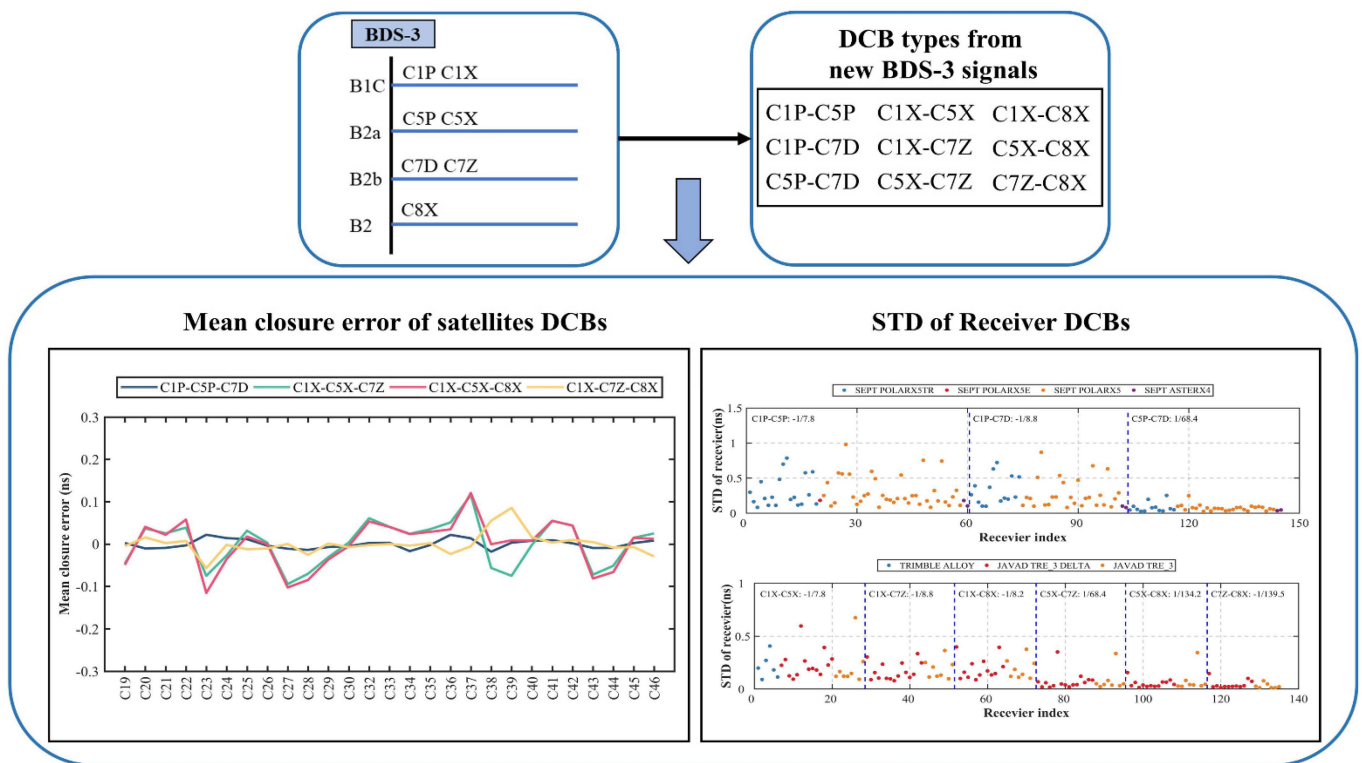 BDS-3
B1C C1P C1X
B2a C5P C5X
B2b C7D C7Z
B2 C8X
DCB types from
new BDS-3 signals
C1P-C5P C1X-C5X C1X-C8X
C1P-C7D C1X-C7Z C5X-C8X
C5P-C7D C5X-C7Z C7Z-C8X
Mean closure error of satellites DCBs
C1P-C5P-C7D C1X-C5X-C7Z C1X-C5X-C8X C1X-C7Z-C8X
Mean closure error (ns)
0.3
0.2
0.1
0
-0.1
-0.2
-0.3
C19 C20 C21 C22 C23 C24 C25 C26 C27 C28 C29 C30 C32 C33 C34 C35 C36 C37 C38 C39 C40 C41 C42 C43 C44 C45 C46
STD of Receiver DCBs
SEPT POLARX5TR SEPT POLARX5E SEPT POLARX5 SEPT ASTERX4
STD of recevier(ns)
1.5
1
0.5
0
C1P-C5P: -1/7.8 C1P-C7D: -1/8.8 C5P-C7D: 1/68.4
0 30 60 90 120 150
Recevier index
TRIMBLE ALLOY JAVAD TRE_3 DELTA JAVAD TRE_3
STD of recevier(ns)
1
0.5
0
C1X-C5X: -1/7.8 C1X-C7Z: -1/8.8 C1X-C8X: -1/8.2 C5X-C7Z: 1/68.4 C5X-C8X: 1/134.2 C7Z-C8X: -1/139.5
0 20 40 60 80 100 120 140
Recevier index